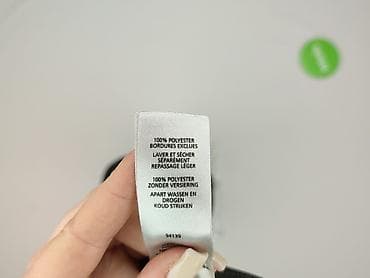 100% POLYESTER
BORDURES EXCLUES
LAVER ET SÉCHER
SÉPARÉMENT
REPASSAGE LÉGER
100% POLYESTER
ZONDER VERSIERING
APART WASSEN EN
DROGEN
KOUD STRIJKEN
94139